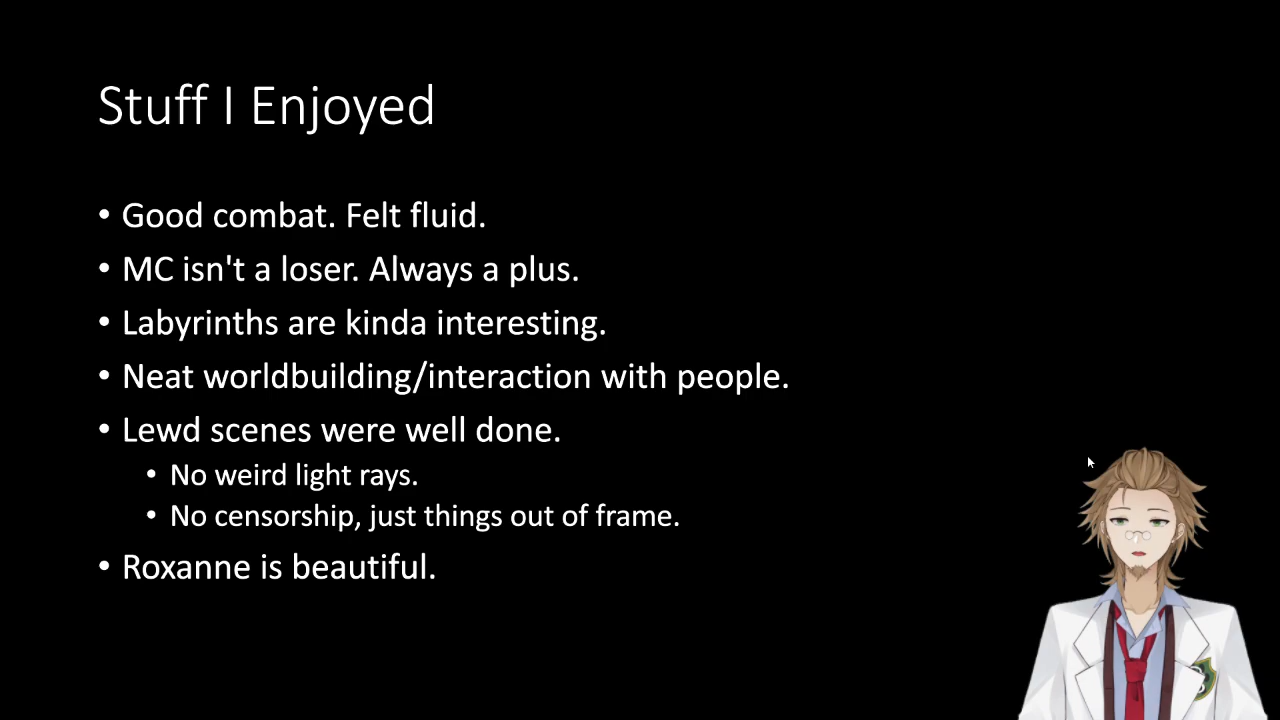 Stuff I Enjoyed
• Good combat. Felt fluid.
• MC isn't a loser. Always a plus.
• Labyrinths are kinda interesting.
• Neat worldbuilding/interaction with people.
• Lewd scenes were well done.
• No weird light rays.
• No censorship, just things out of frame.
• Roxanne is beautiful.